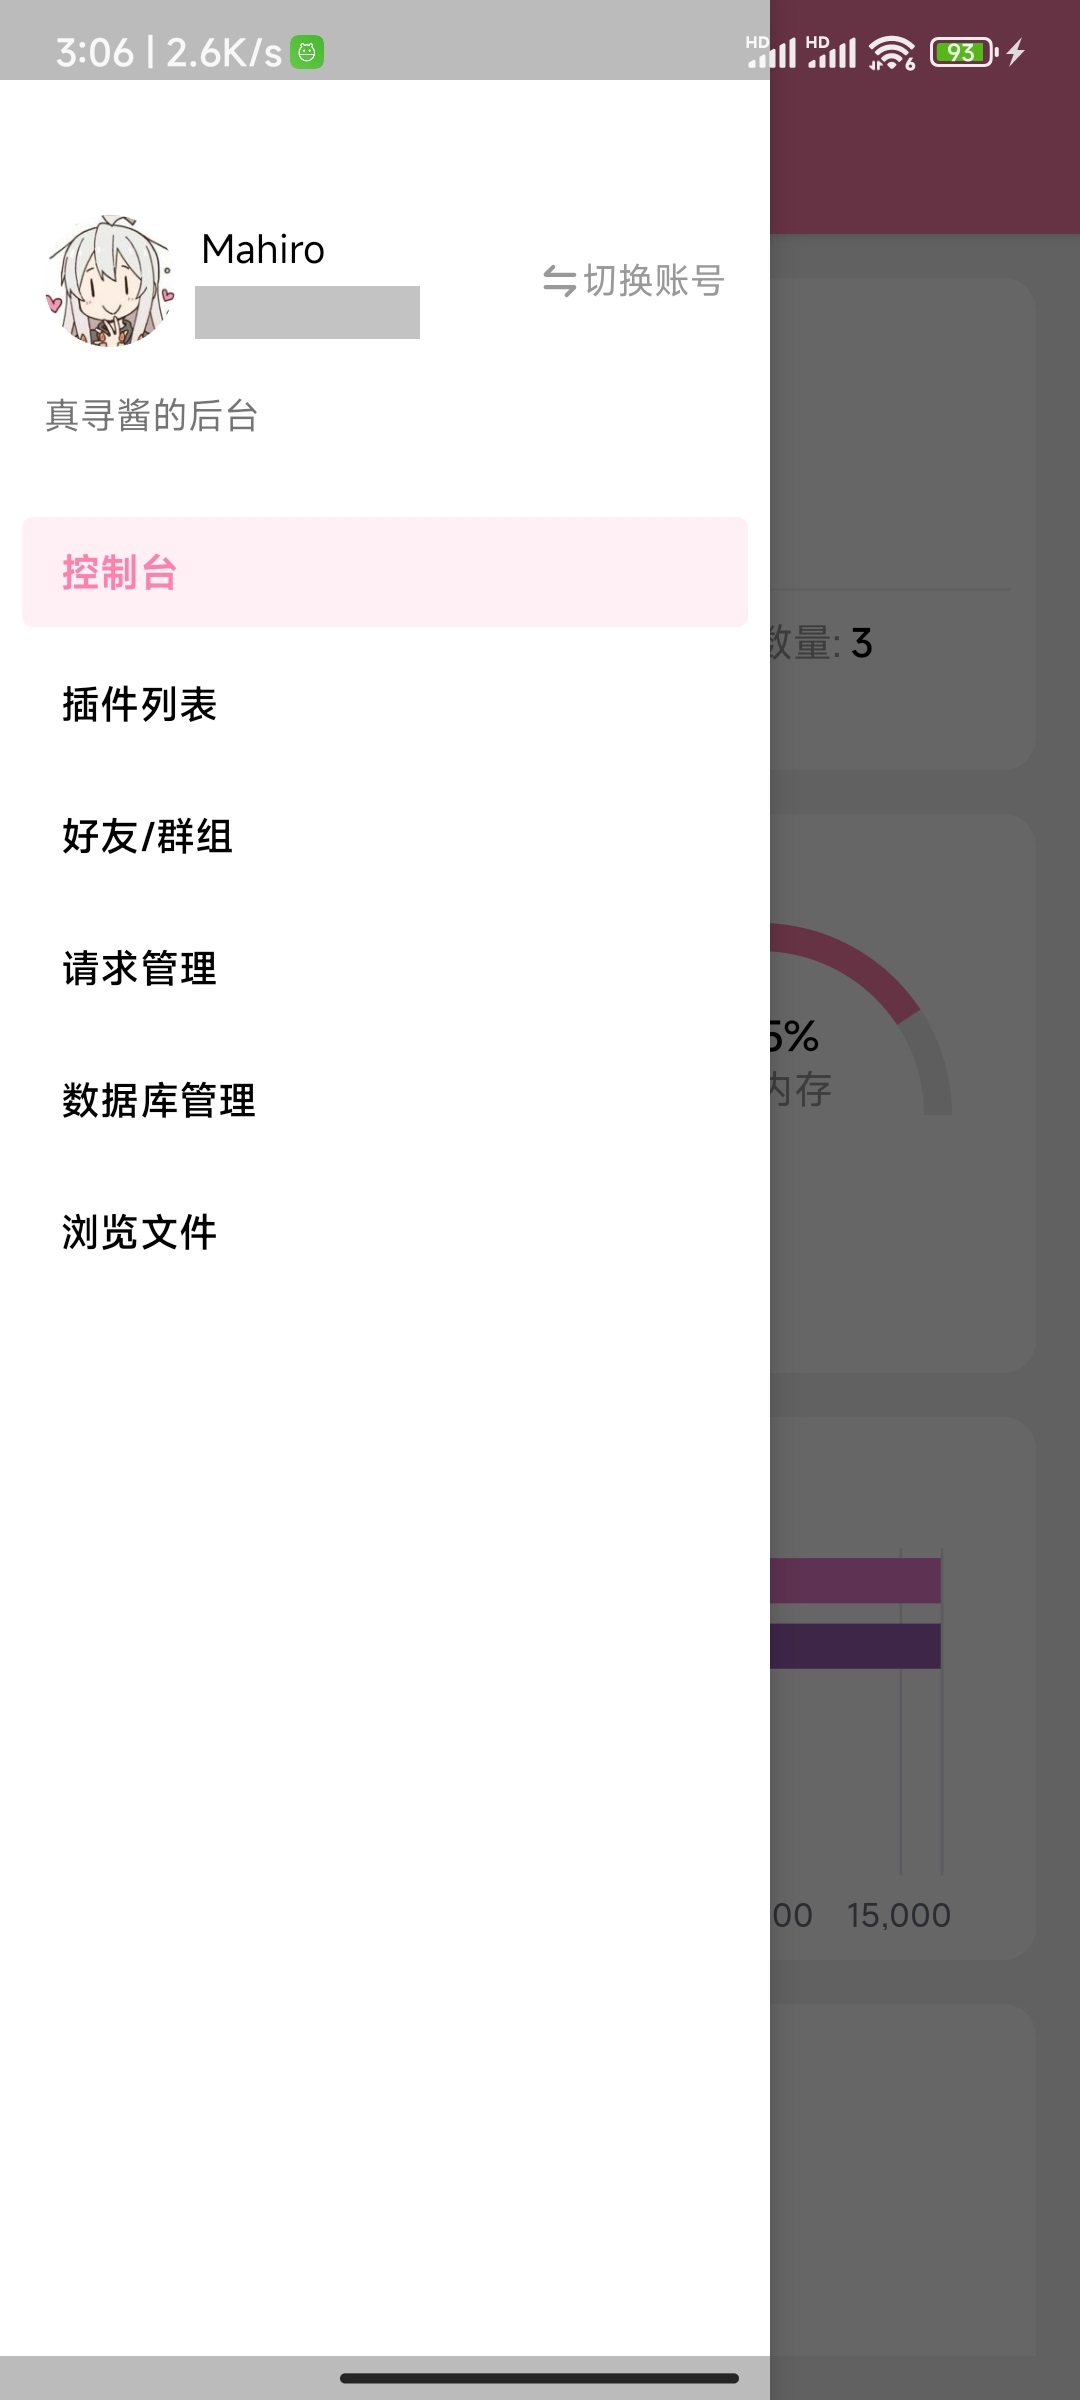 3:06 | 2.6K/s
HD HD 6 93
Mahiro
切换账号
真寻酱的后台
控制台
插件列表
好友/群组
请求管理
数据库管理
浏览文件
数量: 3
5%
内存
00 15,000